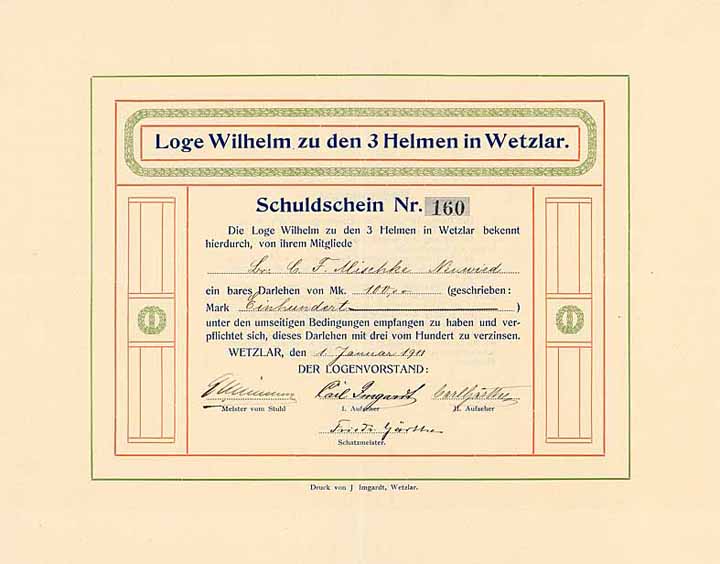 Loge Wilhelm zu den 3 Helmen in Wetzlar.
Schuldschein Nr. 160
Die Loge Wilhelm zu den 3 Helmen in Wetzlar bekennt
hierdurch, von ihrem Mitgliede
Br. C. F. Mischke Neuwied
ein bares Darlehen von Mk. 100,00 (geschrieben:
Mark Einhundert )
unter den umseitigen Bedingungen empfangen zu haben und ver-
pflichtet sich, dieses Darlehen mit drei vom Hundert zu verzinsen.
WETZLAR, den 1. Januar 1911
DER LOGENVORSTAND:
Carl Imgardt
Meister vom Stuhl I. Aufseher II. Aufseher
Schatzmeister.
Druck von J Imgardt, Wetzlar.